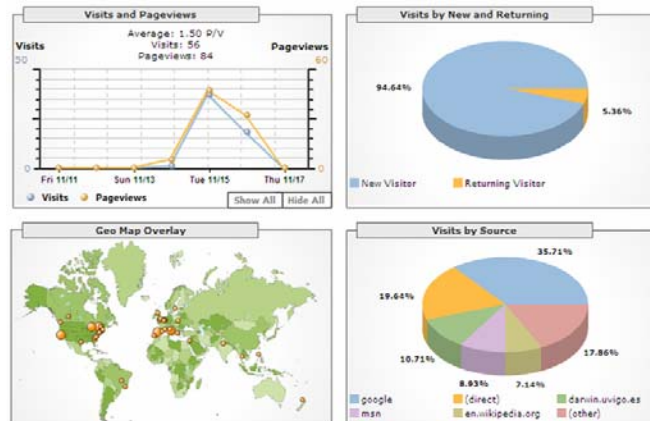 Visits and Pageviews
Average: 1.50 P/V
Visits: 56
Pageviews: 84
Visits
Pageviews
50
60
0
0
Fri 11/11
Sun 11/13
Tue 11/15
Thu 11/17
Visits
Pageviews
Show All
Hide All
Visits by New and Returning
94.64%
5.36%
New Visitor
Returning Visitor
Geo Map Overlay
Visits by Source
35.71%
19.64%
10.71%
8.93%
7.14%
17.86%
google
(direct)
darwin.uvigo.es
msn
en.wikipedia.org
(other)